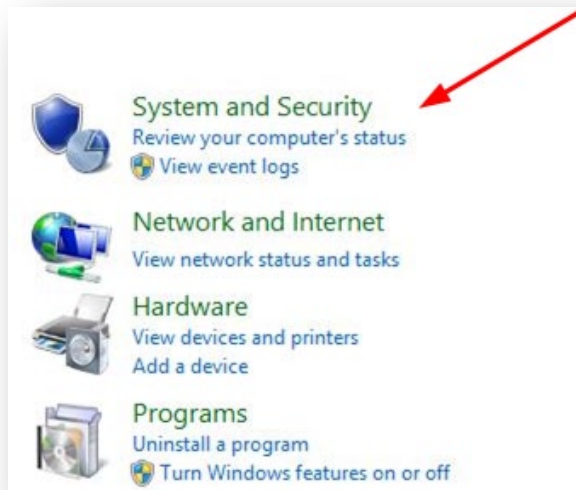 System and Security
Review your computer's status
View event logs
Network and Internet
View network status and tasks
Hardware
View devices and printers
Add a device
Programs
Uninstall a program
Turn Windows features on or off